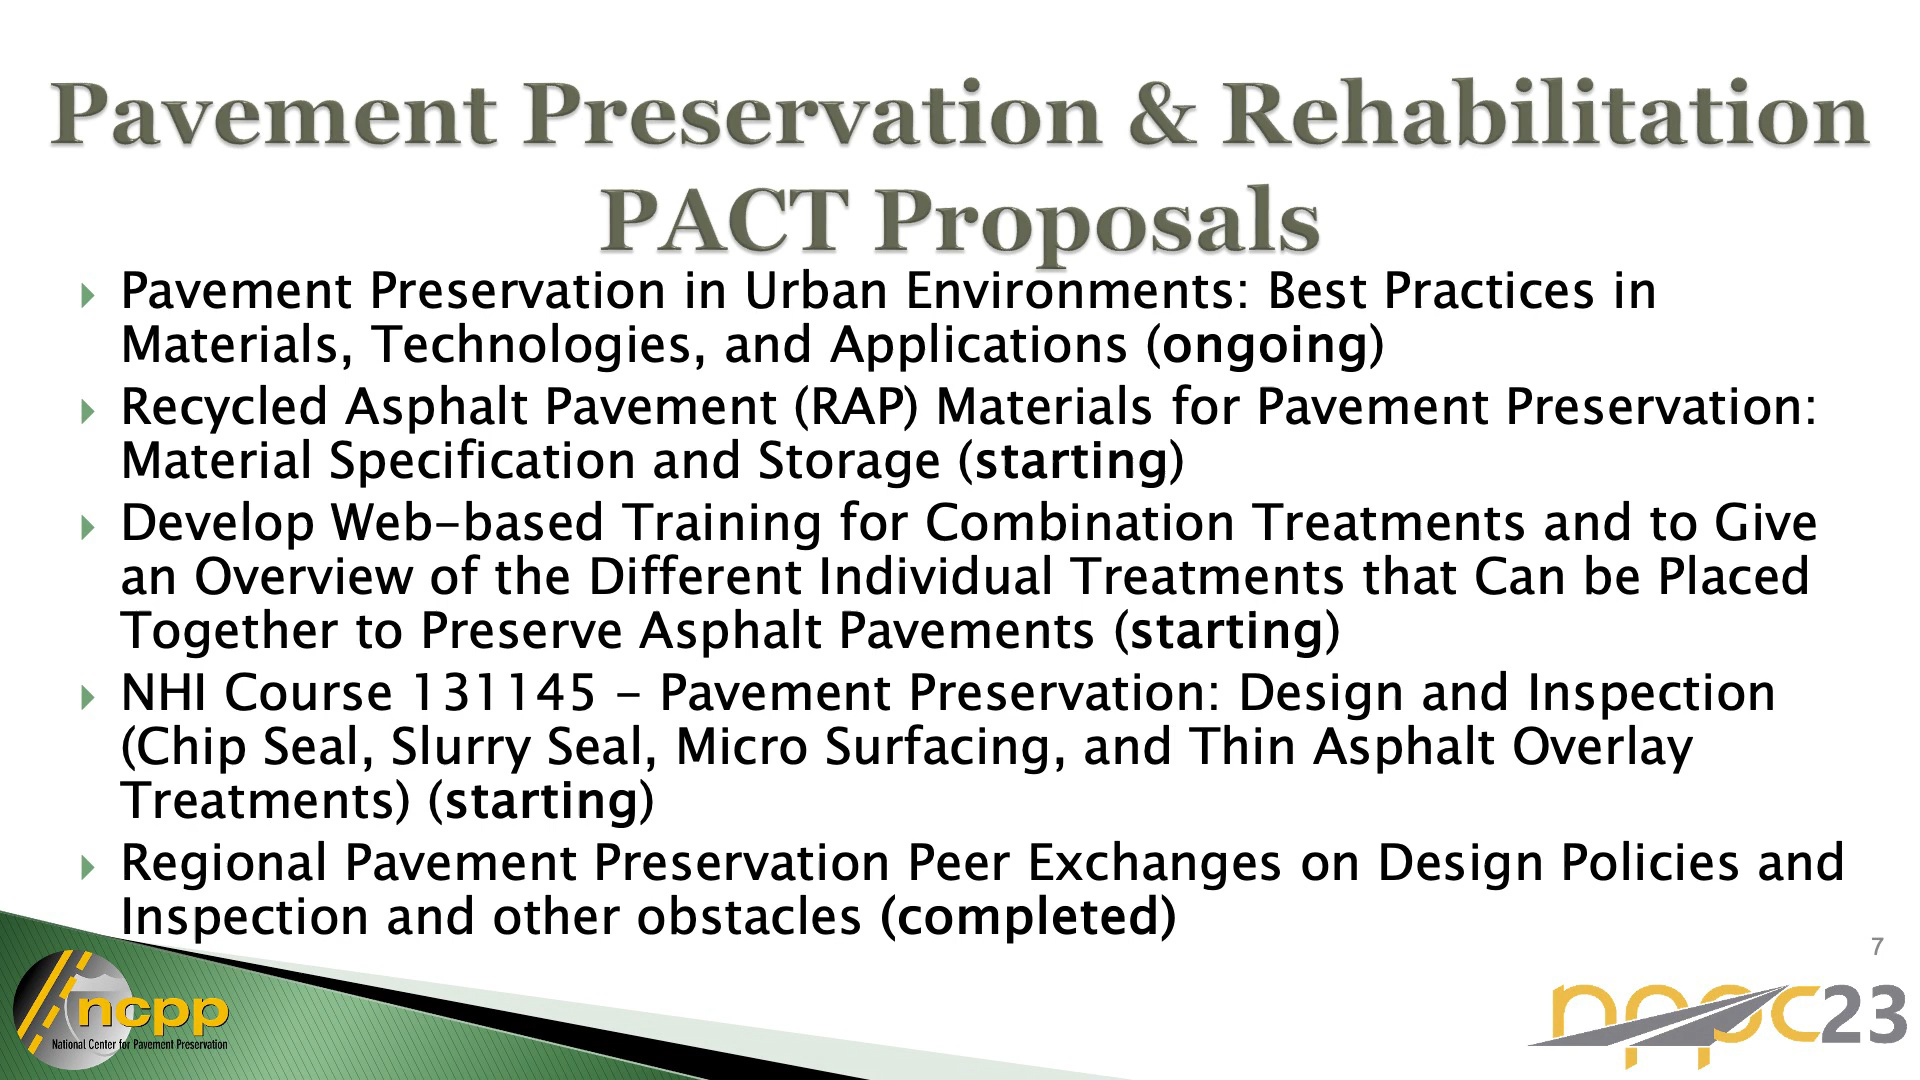 Pavement Preservation & Rehabilitation
PACT Proposals
Pavement Preservation in Urban Environments: Best Practices in
Materials, Technologies, and Applications (ongoing)
Recycled Asphalt Pavement (RAP) Materials for Pavement Preservation:
Material Specification and Storage (starting)
Develop Web-based Training for Combination Treatments and to Give
an Overview of the Different Individual Treatments that Can be Placed
Together to Preserve Asphalt Pavements (starting)
NHI Course 131145 - Pavement Preservation: Design and Inspection
(Chip Seal, Slurry Seal, Micro Surfacing, and Thin Asphalt Overlay
Treatments) (starting)
Regional Pavement Preservation Peer Exchanges on Design Policies and
Inspection and other obstacles (completed)
7
ncpp
National Center for Pavement Preservation
nppc23